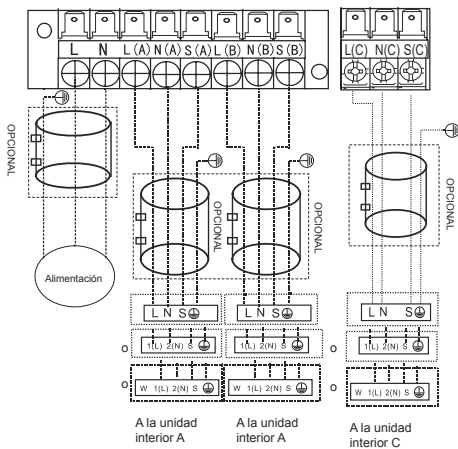 L N L(A) N(A) S(A) L(B) N(B) S(B)
L(C) N(C) S(C)
OPCIONAL
OPCIONAL
OPCIONAL
OPCIONAL
Alimentación
L N S
L N S
L N S
o
1(L) 2(N) S
1(L) 2(N) S
o
1(L) 2(N) S
o
W 1(L) 2(N) S
W 1(L) 2(N) S
o
W 1(L) 2(N) S
A la unidad
interior A
A la unidad
interior A
A la unidad
interior C